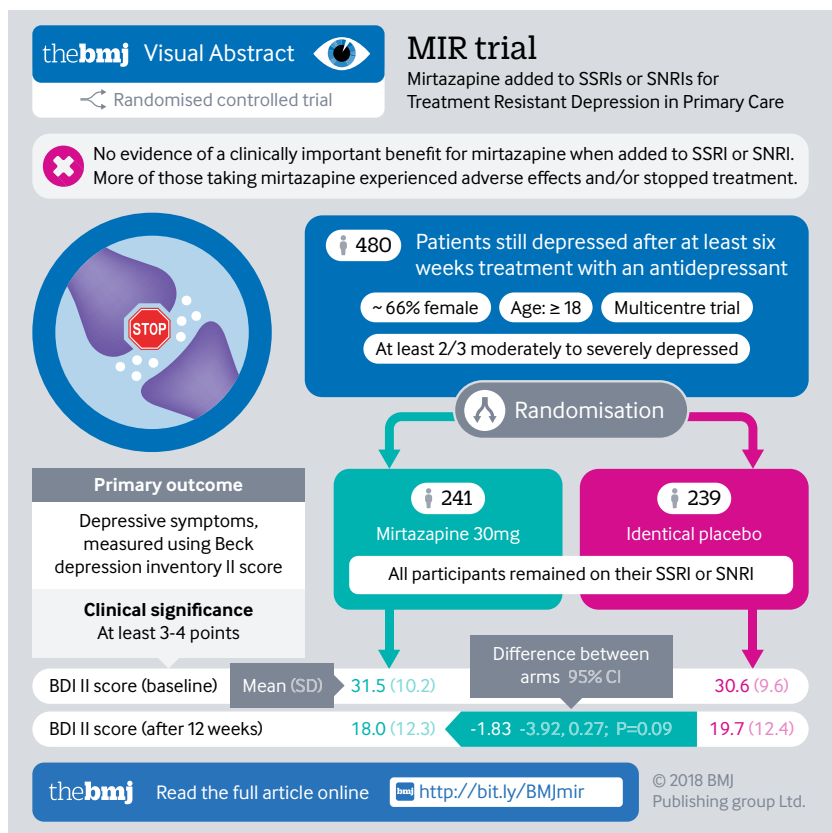 thebmj Visual Abstract
Randomised controlled trial
MIR trial
Mirtazapine added to SSRIs or SNRIs for
Treatment Resistant Depression in Primary Care
No evidence of a clinically important benefit for mirtazapine when added to SSRI or SNRI.
More of those taking mirtazapine experienced adverse effects and/or stopped treatment.
STOP
480 Patients still depressed after at least six
weeks treatment with an antidepressant
~ 66% female Age: ≥ 18 Multicentre trial
At least 2/3 moderately to severely depressed
Randomisation
241
Mirtazapine 30mg
239
Identical placebo
All participants remained on their SSRI or SNRI
Primary outcome
Depressive symptoms,
measured using Beck
depression inventory II score
Clinical significance
At least 3-4 points
Difference between
arms 95% CI
BDI II score (baseline) Mean (SD) 31.5 (10.2) 30.6 (9.6)
BDI II score (after 12 weeks) 18.0 (12.3) -1.83 -3.92, 0.27; P=0.09 19.7 (12.4)
thebmj Read the full article online bmj http://bit.ly/BMJmir
© 2018 BMJ
Publishing group Ltd.